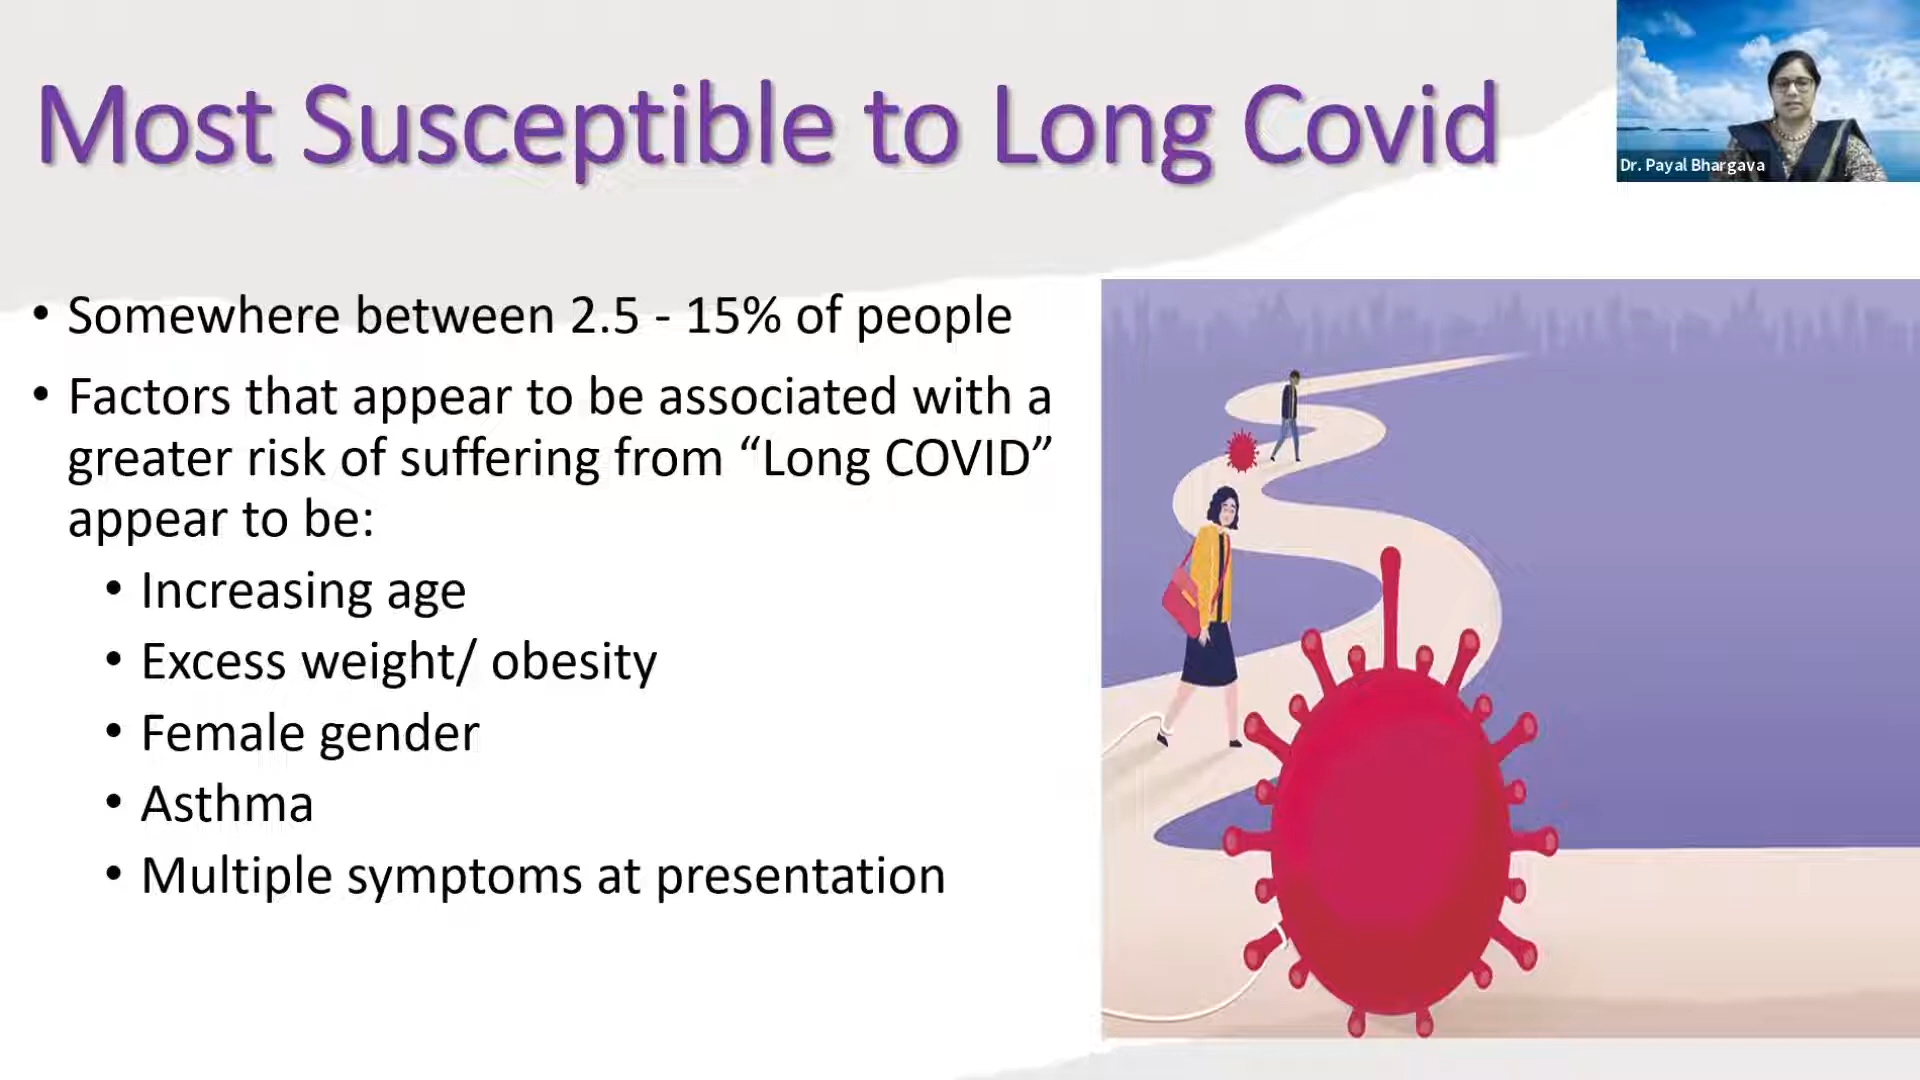 Most Susceptible to Long Covid
Dr. Payal Bhargava
• Somewhere between 2.5 - 15% of people
• Factors that appear to be associated with a
greater risk of suffering from “Long COVID”
appear to be:
• Increasing age
• Excess weight/ obesity
• Female gender
• Asthma
• Multiple symptoms at presentation